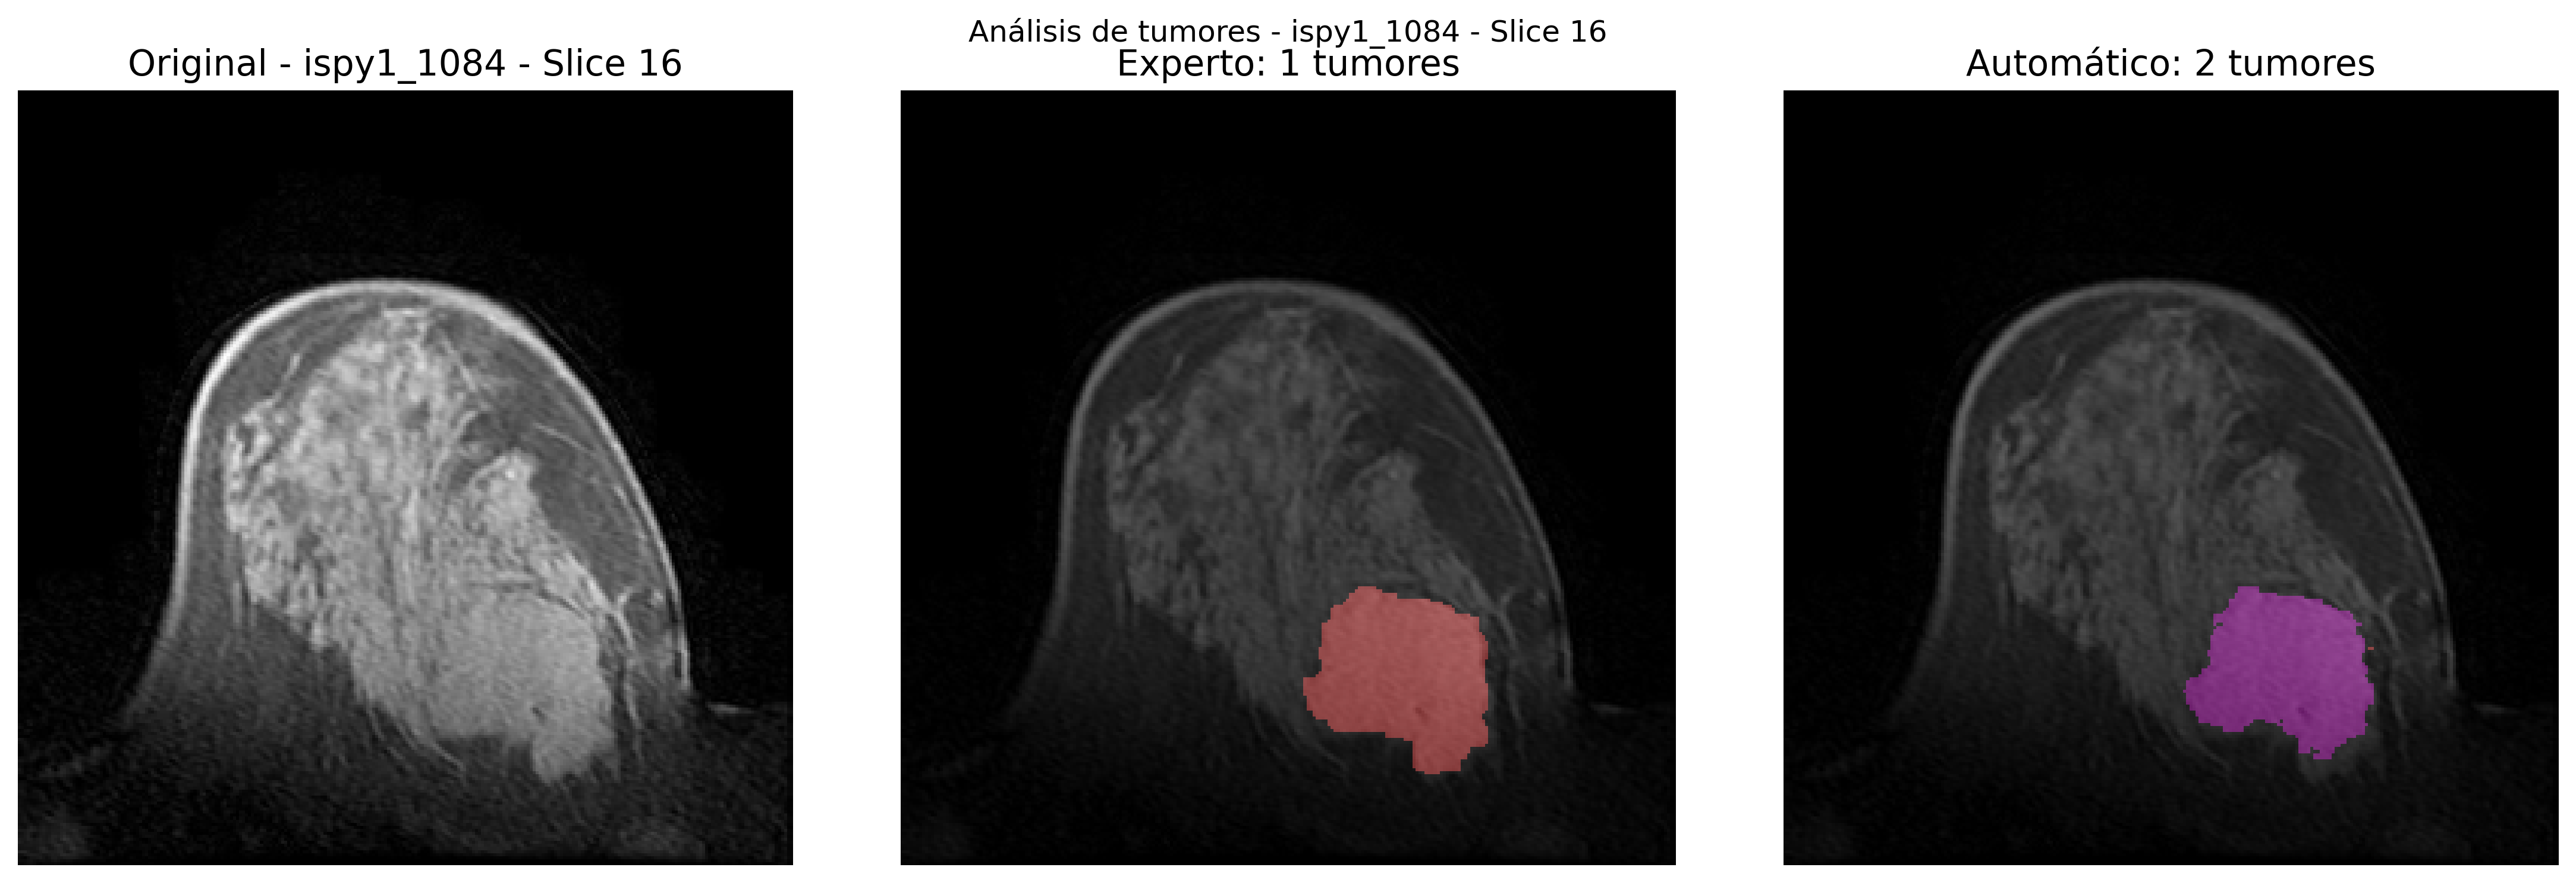 Análisis de tumores - ispy1_1084 - Slice 16
Original - ispy1_1084 - Slice 16
Experto: 1 tumores
Automático: 2 tumores